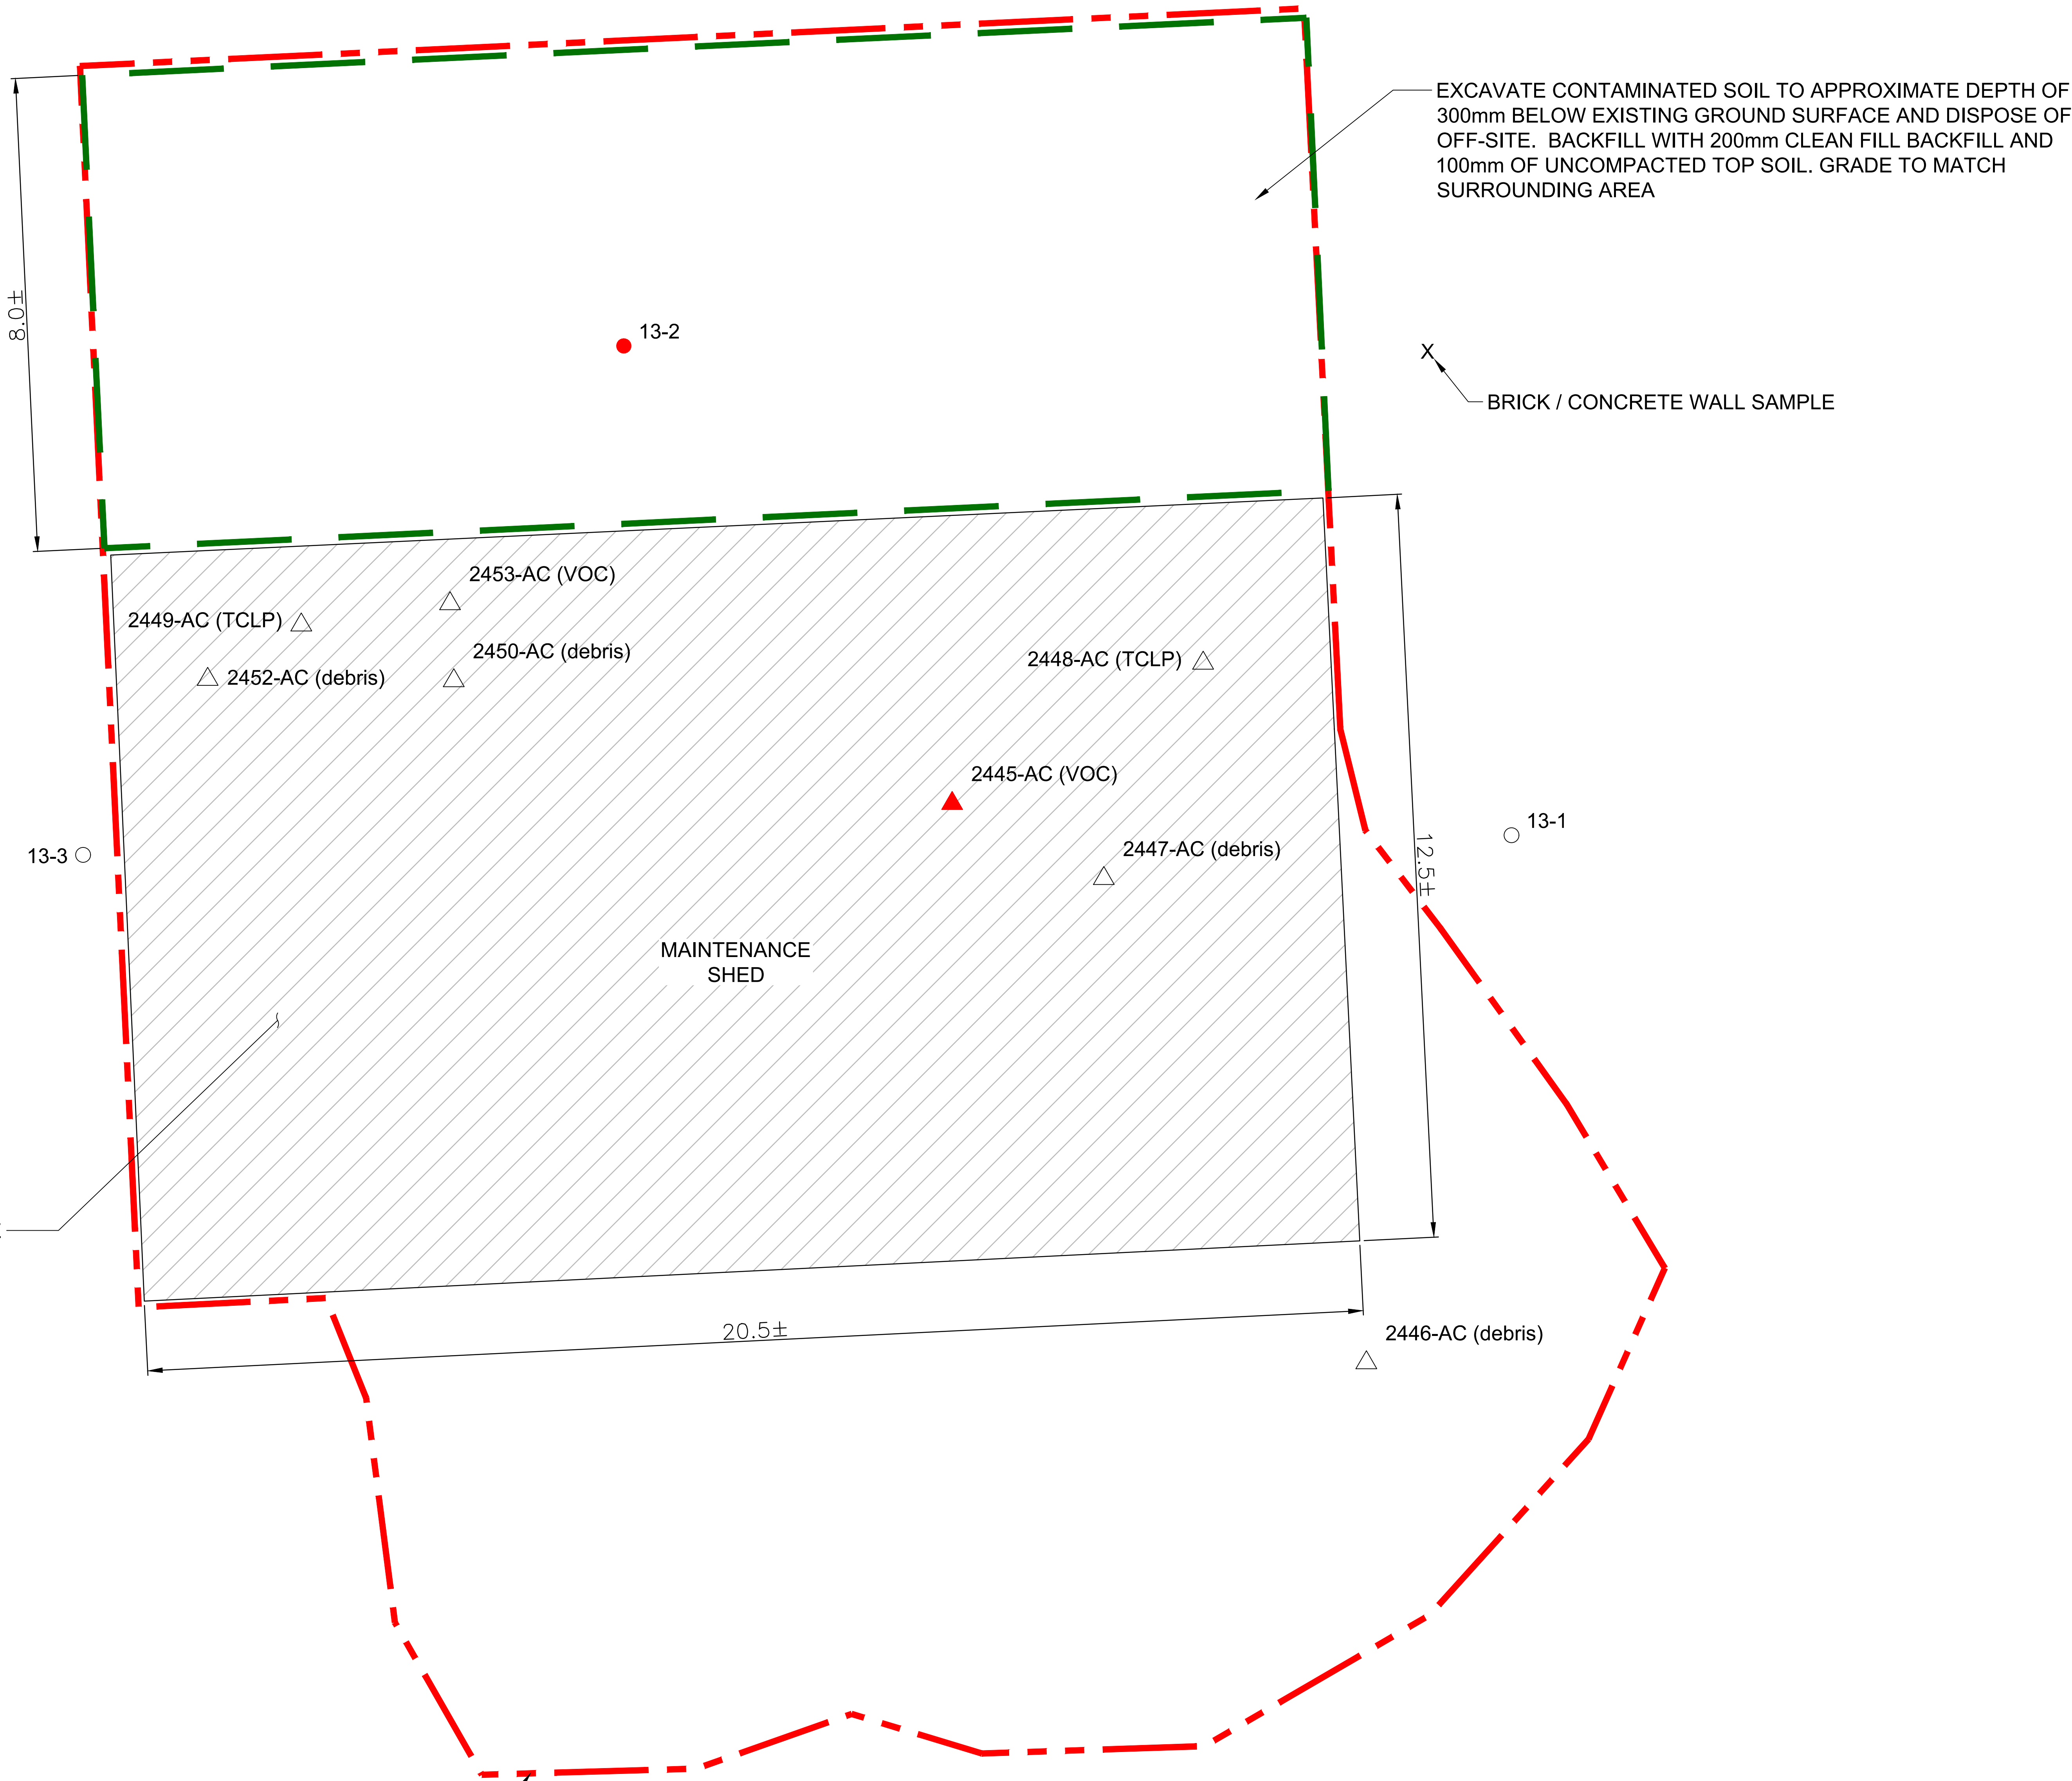 EXCAVATE CONTAMINATED SOIL TO APPROXIMATE DEPTH OF
300mm BELOW EXISTING GROUND SURFACE AND DISPOSE OF
OFF-SITE. BACKFILL WITH 200mm CLEAN FILL BACKFILL AND
100mm OF UNCOMPACTED TOP SOIL. GRADE TO MATCH
SURROUNDING AREA
8.0±
13-2
X
BRICK / CONCRETE WALL SAMPLE
2453-AC (VOC)
2449-AC (TCLP)
2450-AC (debris)
2452-AC (debris)
2448-AC (TCLP)
2445-AC (VOC)
13-1
12.5±
2447-AC (debris)
13-3
MAINTENANCE
SHED
20.5±
2446-AC (debris)